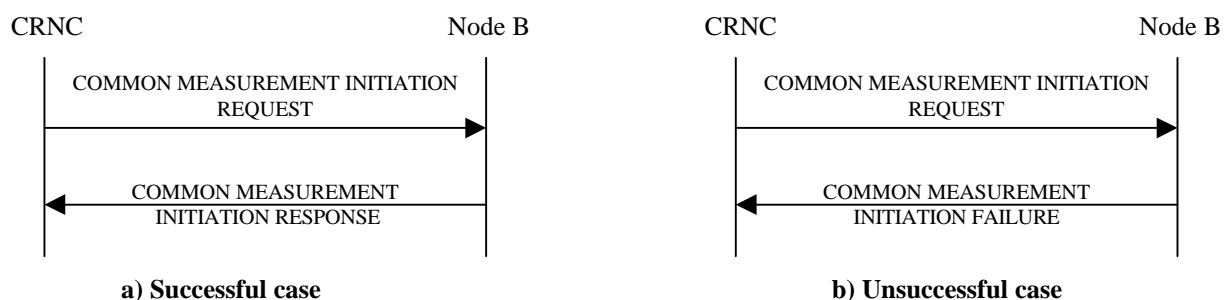 CRNC
Node B
COMMON MEASUREMENT INITIATION
REQUEST
COMMON MEASUREMENT
INITIATION RESPONSE
a) Successful case
CRNC
Node B
COMMON MEASUREMENT INITIATION
REQUEST
COMMON MEASUREMENT
INITIATION FAILURE
b) Unsuccessful case